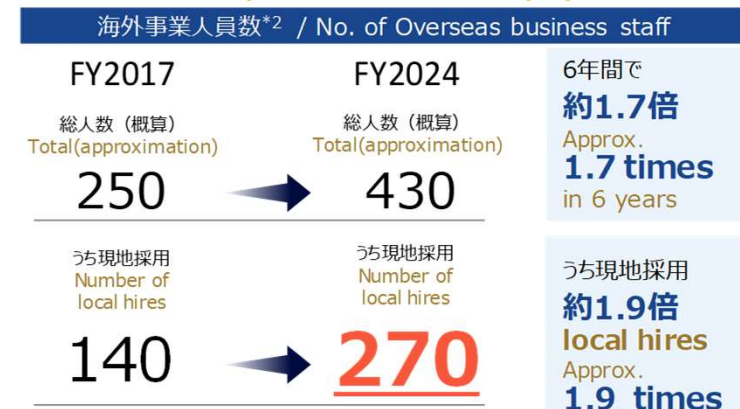 海外事業人員数*2 / No. of Overseas business staff
FY2017
FY2024
6年間で
約1.7倍
Approx.
1.7 times
in 6 years
総人数（概算）
Total(approximation)
250
総人数（概算）
Total(approximation)
430
うち現地採用
Number of
local hires
140
うち現地採用
Number of
local hires
270
うち現地採用
約1.9倍
local hires
Approx.
1.9 times